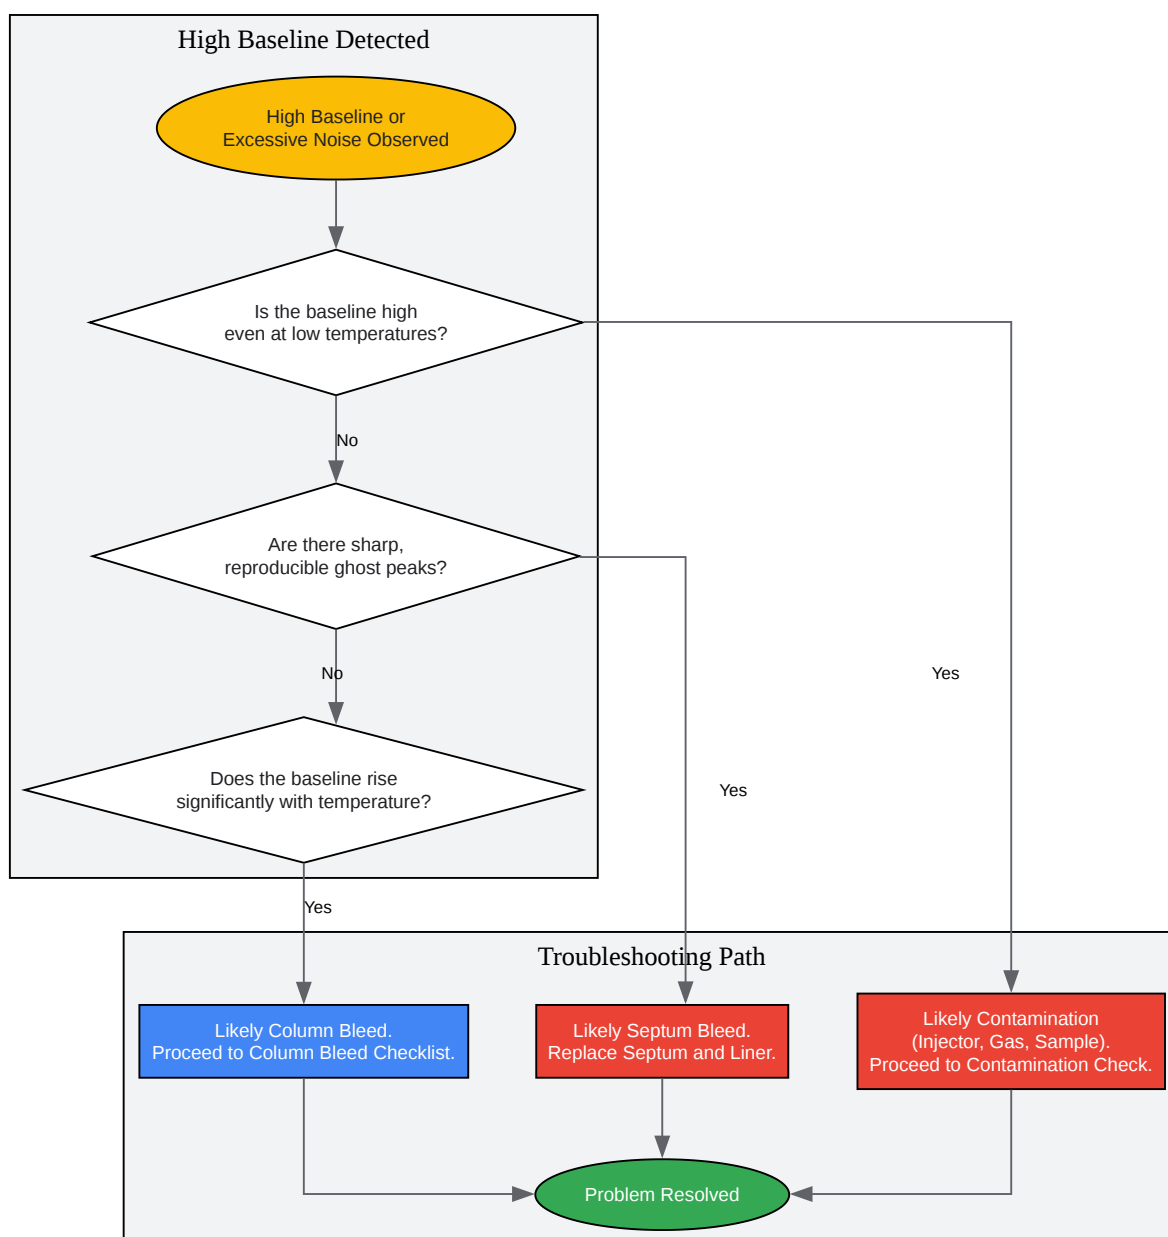 High Baseline Detected
High Baseline or
Excessive Noise Observed
Is the baseline high
even at low temperatures?
No
Are there sharp,
reproducible ghost peaks?
No
Yes
Does the baseline rise
significantly with temperature?
Yes
Yes
Troubleshooting Path
Likely Column Bleed.
Proceed to Column Bleed Checklist.
Likely Septum Bleed.
Replace Septum and Liner.
Likely Contamination
(Injector, Gas, Sample).
Proceed to Contamination Check.
Problem Resolved